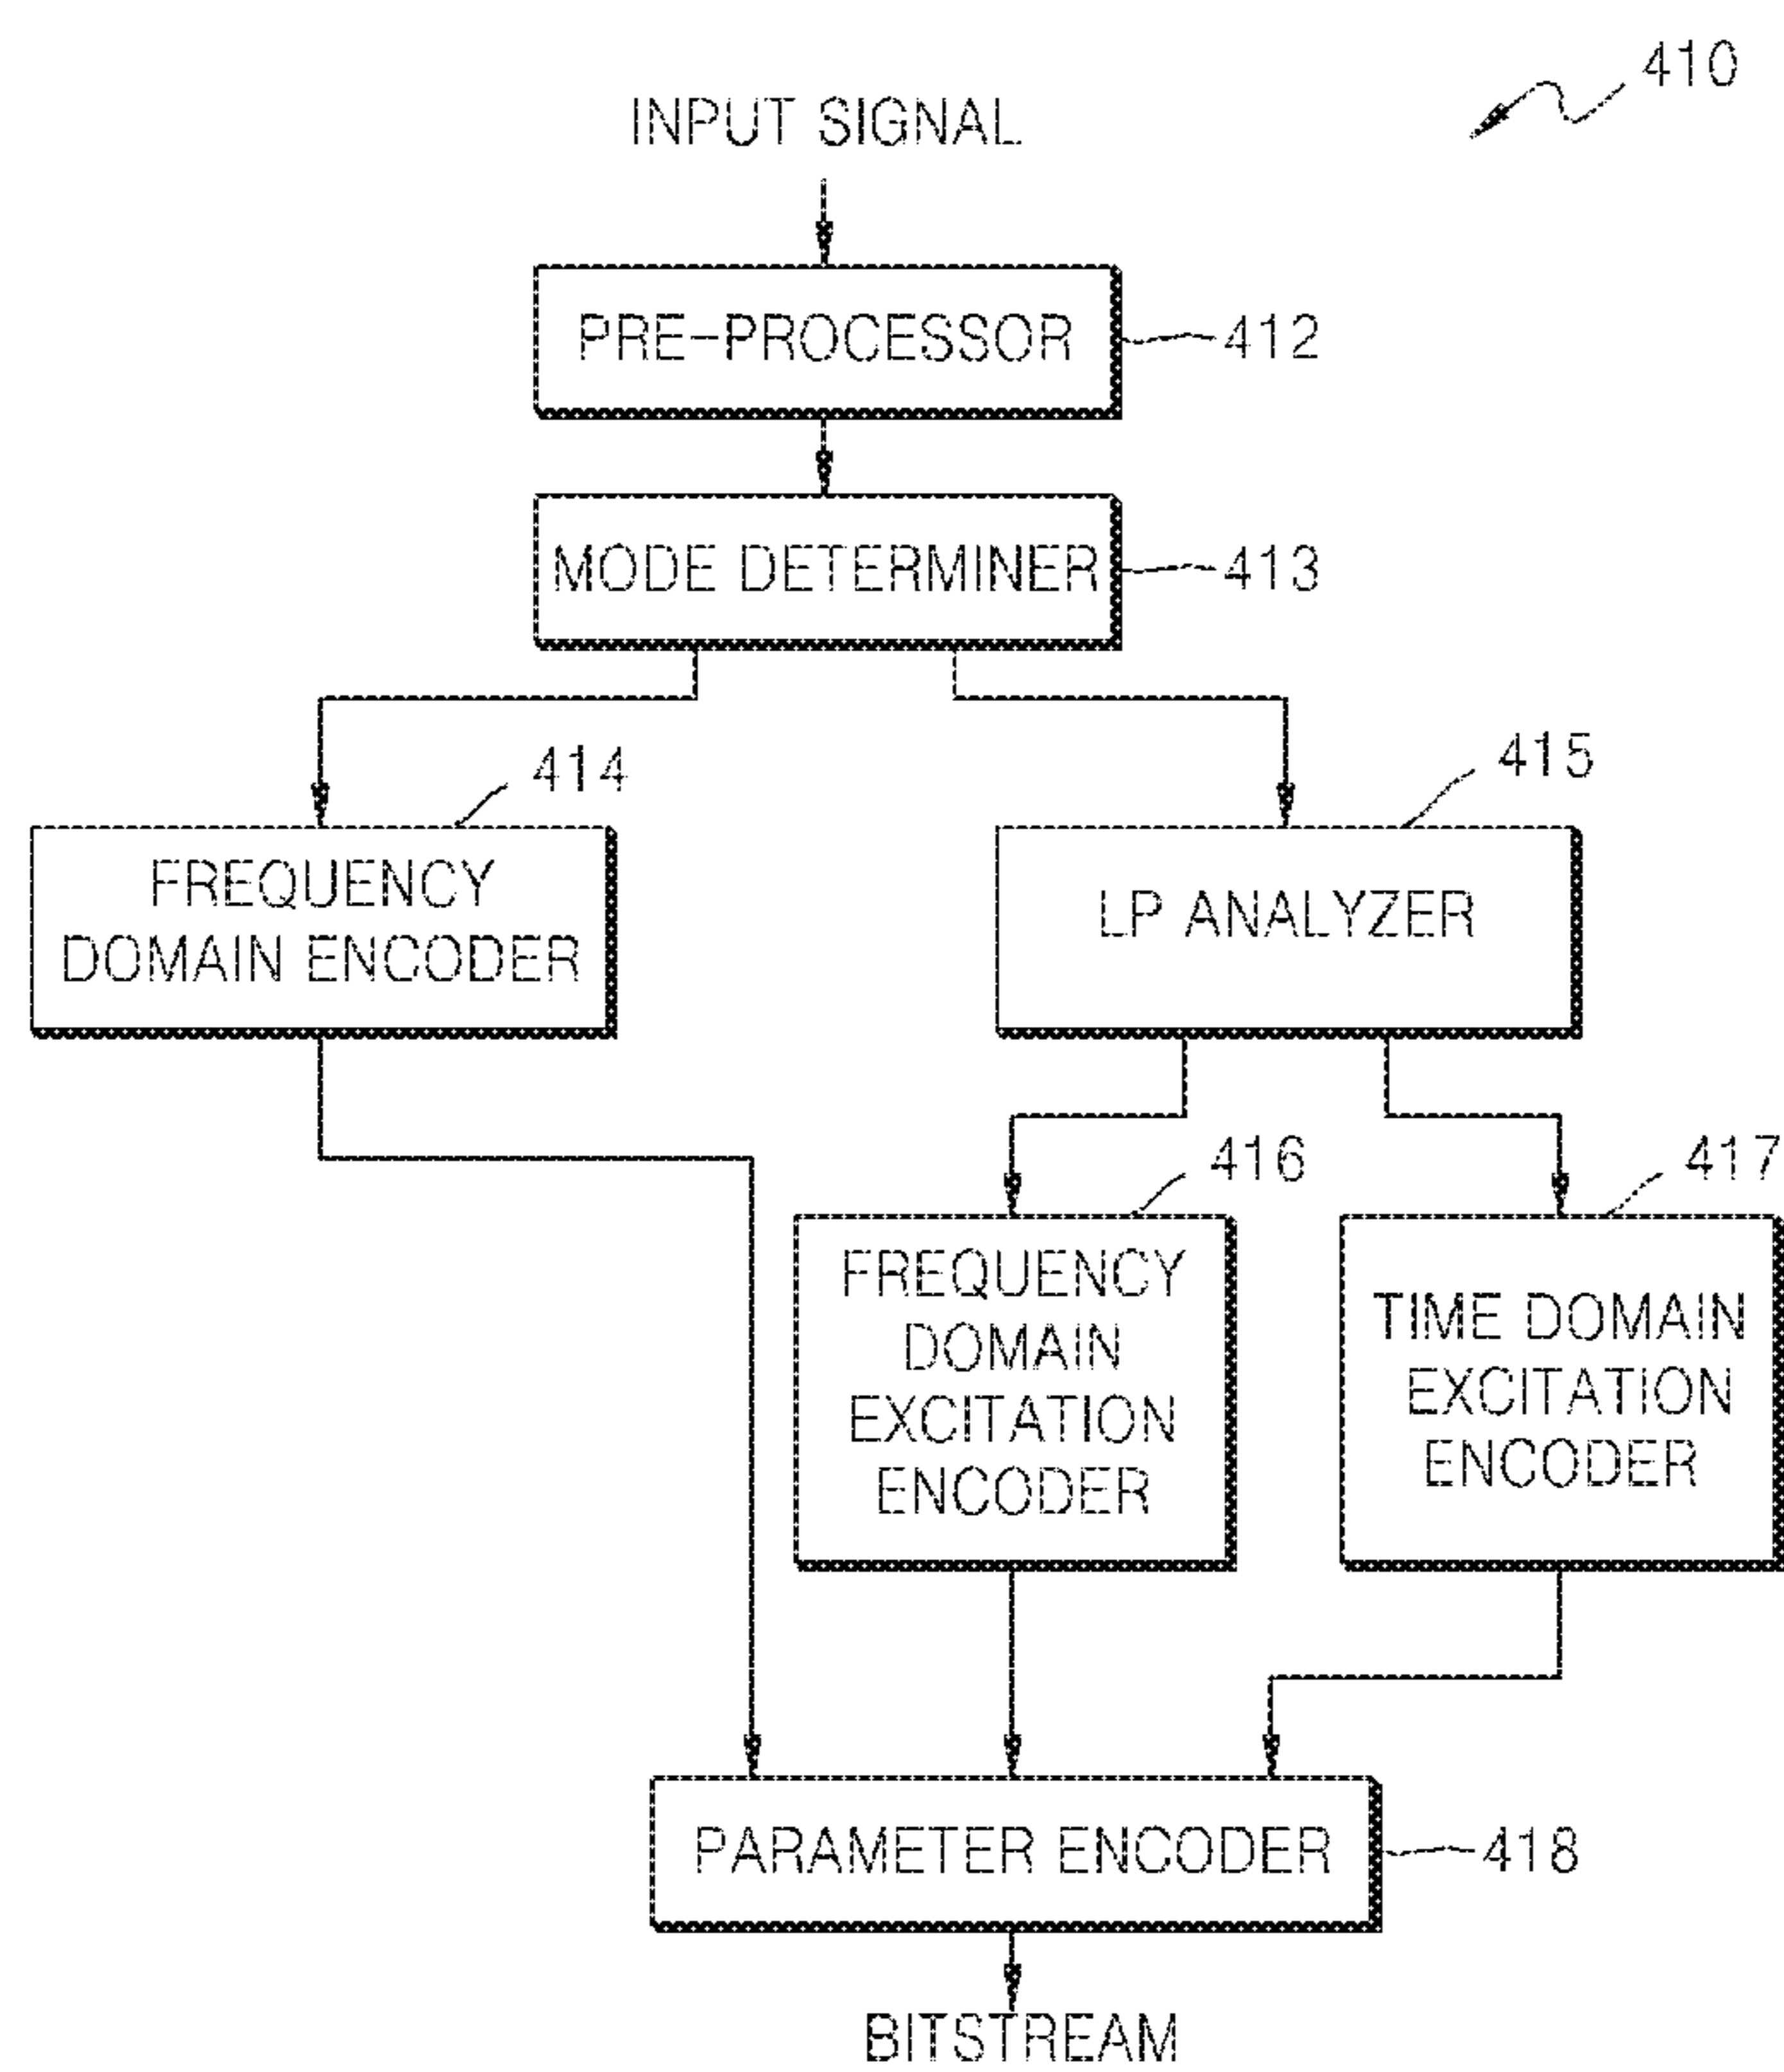 410
INPUT SIGNAL
PRE-PROCESSOR
412
MODE DETERMINER
413
414
415
FREQUENCY
DOMAIN ENCODER
LP ANALYZER
416
417
FREQUENCY
DOMAIN
EXCITATION
ENCODER
TIME DOMAIN
EXCITATION
ENCODER
PARAMETER ENCODER
418
BITSTREAM